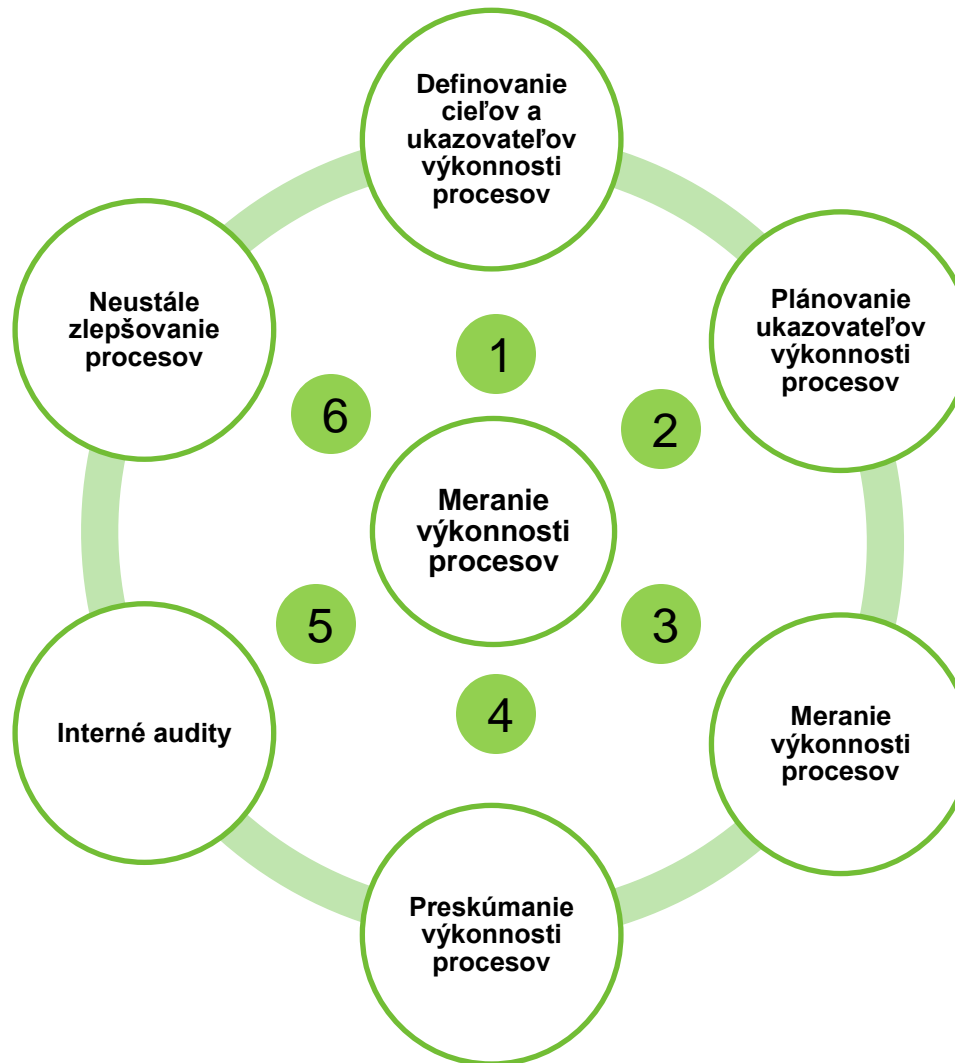 Definovanie
cieľov a
ukazovateľov
výkonnosti
procesov
Neustále
zlepšovanie
procesov
Plánovanie
ukazovateľov
výkonnosti
procesov
1
6
2
Meranie
výkonnosti
procesov
5
3
4
Interné audity
Meranie
výkonnosti
procesov
Preskúmanie
výkonnosti
procesov